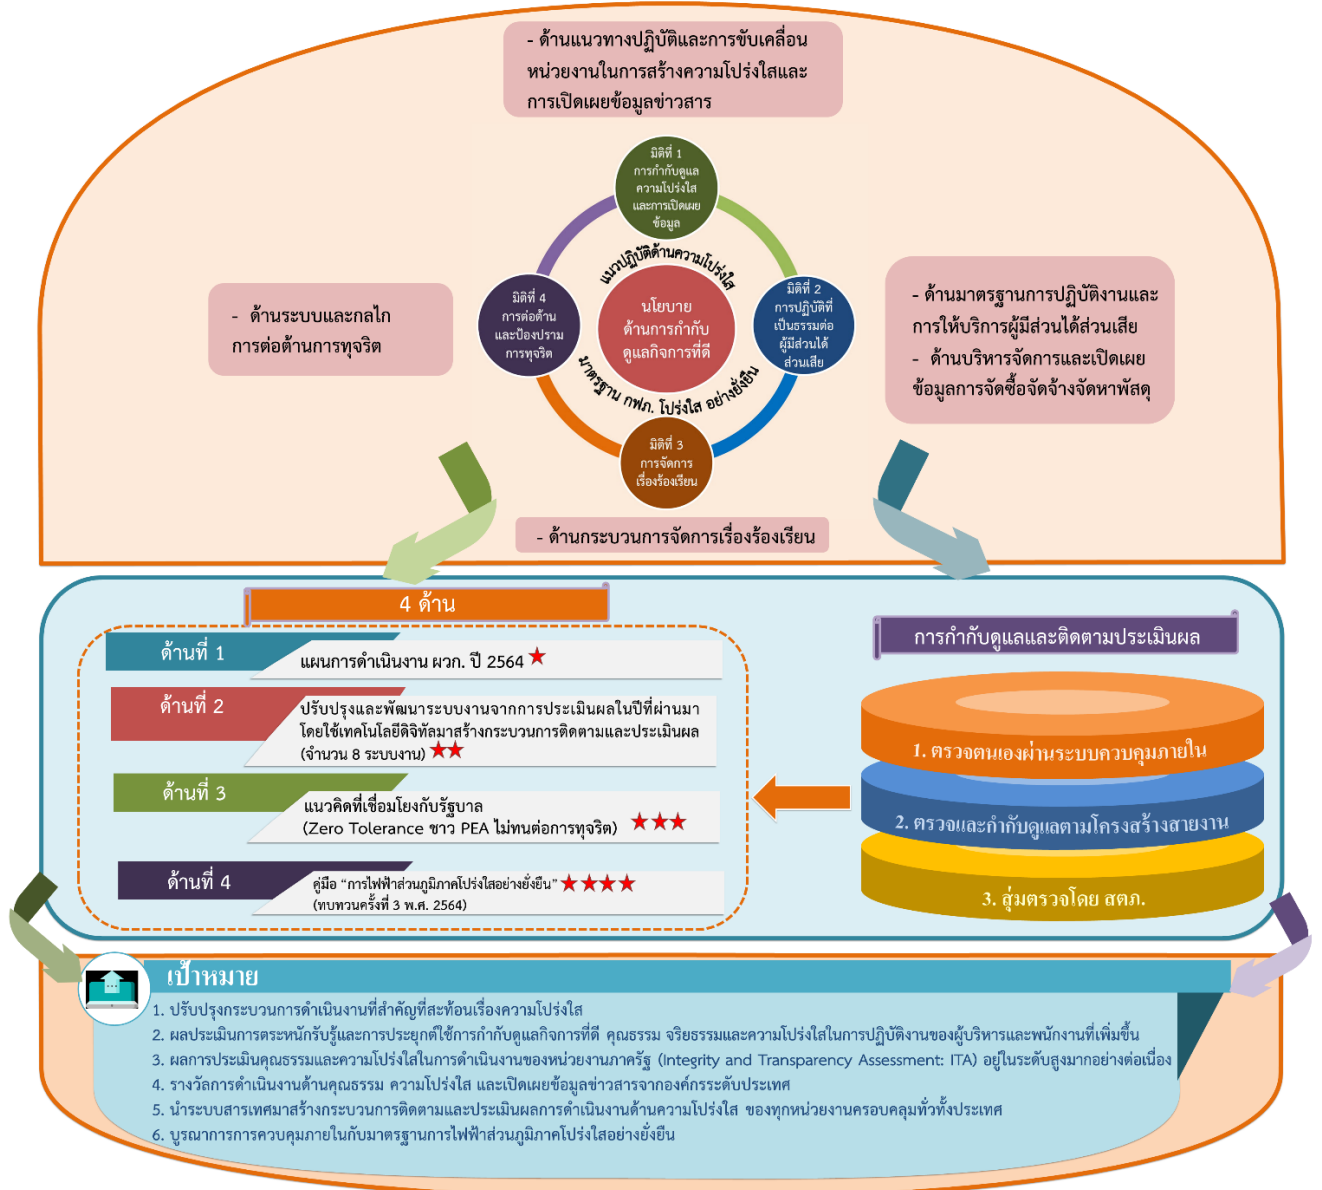 - ด้านแนวทางปฏิบัติและการขับเคลื่อน
หน่วยงานในการสร้างความโปร่งใสและ
การเปิดเผยข้อมูลข่าวสาร
มิติที่ 1
การกำกับดูแล
ความโปร่งใส
และการเปิดเผย
ข้อมูล
แนวปฏิบัติด้านความโปร่งใส
นโยบาย
ด้านการกำกับ
ดูแลกิจการที่ดี
มาตรฐาน กฟภ. โปร่งใส อย่างยั่งยืน
มิติที่ 4
การต่อต้าน
และป้องปราม
การทุจริต
มิติที่ 2
การปฏิบัติที่
เป็นธรรมต่อ
ผู้มีส่วนได้
ส่วนเสีย
- ด้านระบบและกลไก
การต่อต้านการทุจริต
- ด้านมาตรฐานการปฏิบัติงานและ
การให้บริการผู้มีส่วนได้ส่วนเสีย
- ด้านบริหารจัดการและเปิดเผย
ข้อมูลการจัดซื้อจัดจ้างจัดหาพัสดุ
มิติที่ 3
การจัดการ
เรื่องร้องเรียน
- ด้านกระบวนการจัดการเรื่องร้องเรียน
4 ด้าน
ด้านที่ 1
แผนการดำเนินงาน ผวก. ปี 2564
ด้านที่ 2
ปรับปรุงและพัฒนาระบบงานจากการประเมินผลในปีที่ผ่านมา
โดยใช้เทคโนโลยีดิจิทัลมาสร้างกระบวนการติดตามและประเมินผล
(จำนวน 8 ระบบงาน)
ด้านที่ 3
แนวคิดที่เชื่อมโยงกับรัฐบาล
(Zero Tolerance ชาว PEA ไม่ทนต่อการทุจริต)
ด้านที่ 4
คู่มือ “การไฟฟ้าส่วนภูมิภาคโปร่งใสอย่างยั่งยืน”
(ทบทวนครั้งที่ 3 พ.ศ. 2564)
การกำกับดูแลและติดตามประเมินผล
1. ตรวจตนเองผ่านระบบควบคุมภายใน
2. ตรวจและกำกับดูแลตามโครงสร้างสายงาน
3. สุ่มตรวจโดย สตภ.
เป้าหมาย
1. ปรับปรุงกระบวนการดำเนินงานที่สำคัญที่สะท้อนเรื่องความโปร่งใส
2. ผลประเมินการตระหนักรับรู้และการประยุกต์ใช้การกำกับดูแลกิจการที่ดี คุณธรรม จริยธรรมและความโปร่งใสในการปฏิบัติงานของผู้บริหารและพนักงานที่เพิ่มขึ้น
3. ผลการประเมินคุณธรรมและความโปร่งใสในการดำเนินงานของหน่วยงานภาครัฐ (Integrity and Transparency Assessment: ITA) อยู่ในระดับสูงมากอย่างต่อเนื่อง
4. รางวัลการดำเนินงานด้านคุณธรรม ความโปร่งใส และเปิดเผยข้อมูลข่าวสารจากองค์กรระดับประเทศ
5. นำระบบสารเทศมาสร้างกระบวนการติดตามและประเมินผลการดำเนินงานด้านความโปร่งใส ของทุกหน่วยงานครอบคลุมทั่วทั้งประเทศ
6. บูรณาการการควบคุมภายในกับมาตรฐานการไฟฟ้าส่วนภูมิภาคโปร่งใสอย่างยั่งยืน